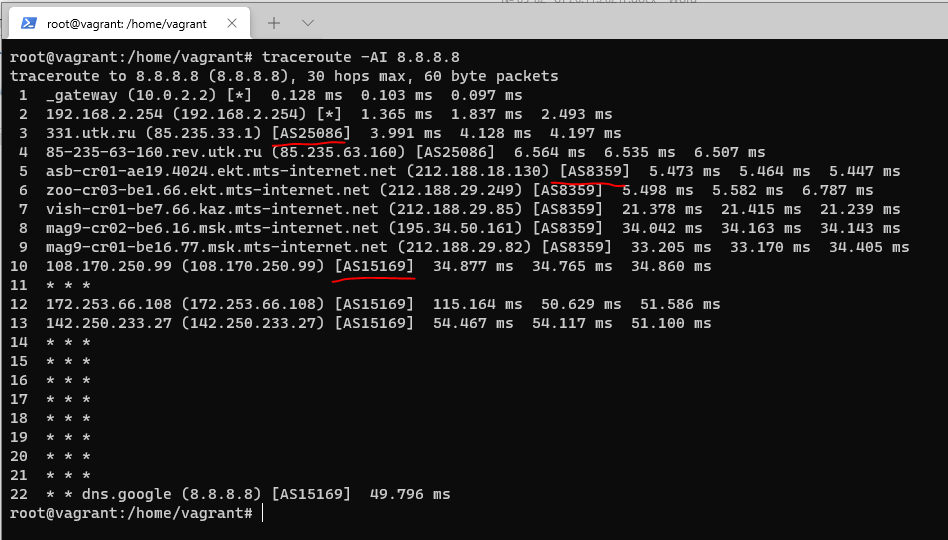 root@vagrant: /home/vagrant
root@vagrant:/home/vagrant# traceroute -AI 8.8.8.8
traceroute to 8.8.8.8 (8.8.8.8), 30 hops max, 60 byte packets
1 _gateway (10.0.2.2) [*] 0.128 ms 0.103 ms 0.097 ms
2 192.168.2.254 (192.168.2.254) [*] 1.365 ms 1.837 ms 2.493 ms
3 331.utk.ru (85.235.33.1) [AS25086] 3.991 ms 4.128 ms 4.197 ms
4 85-235-63-160.rev.utk.ru (85.235.63.160) [AS25086] 6.564 ms 6.535 ms 6.507 ms
5 asb-cr01-ae19.4024.ekt.mts-internet.net (212.188.18.130) [AS8359] 5.473 ms 5.464 ms 5.447 ms
6 zoo-cr03-be1.66.ekt.mts-internet.net (212.188.29.249) [AS8359] 5.498 ms 5.582 ms 6.787 ms
7 vish-cr01-be7.66.kaz.mts-internet.net (212.188.29.85) [AS8359] 21.378 ms 21.415 ms 21.239 ms
8 mag9-cr02-be6.16.msk.mts-internet.net (195.34.50.161) [AS8359] 34.042 ms 34.163 ms 34.143 ms
9 mag9-cr01-be16.77.msk.mts-internet.net (212.188.29.82) [AS8359] 33.205 ms 33.170 ms 34.405 ms
10 108.170.250.99 (108.170.250.99) [AS15169] 34.877 ms 34.765 ms 34.860 ms
11 * * *
12 172.253.66.108 (172.253.66.108) [AS15169] 115.164 ms 50.629 ms 51.586 ms
13 142.250.233.27 (142.250.233.27) [AS15169] 54.467 ms 54.117 ms 51.100 ms
14 * * *
15 * * *
16 * * *
17 * * *
18 * * *
19 * * *
20 * * *
21 * * *
22 * * dns.google (8.8.8.8) [AS15169] 49.796 ms
root@vagrant:/home/vagrant#